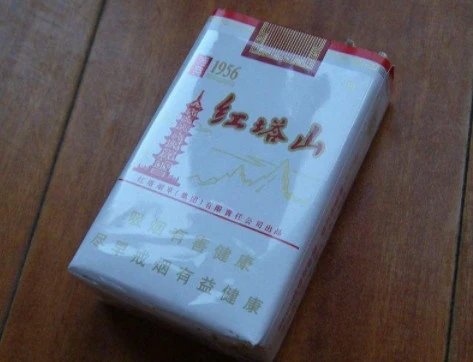 1956
红塔山
红塔烟草(集团)有限责任公司出品
吸烟有害健康
尽早戒烟有益健康